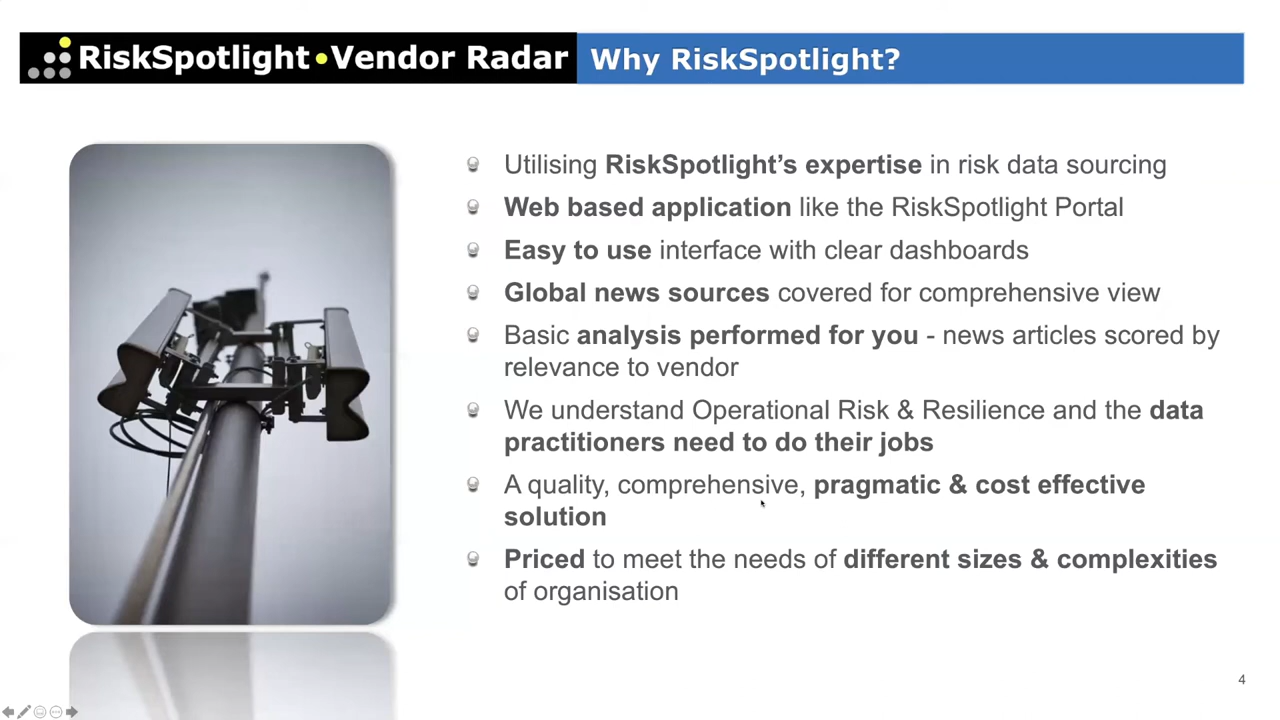 RiskSpotlight•Vendor Radar Why RiskSpotlight?
Utilising RiskSpotlight’s expertise in risk data sourcing
Web based application like the RiskSpotlight Portal
Easy to use interface with clear dashboards
Global news sources covered for comprehensive view
Basic analysis performed for you - news articles scored by
relevance to vendor
We understand Operational Risk & Resilience and the data
practitioners need to do their jobs
A quality, comprehensive, pragmatic & cost effective
solution
Priced to meet the needs of different sizes & complexities
of organisation
4